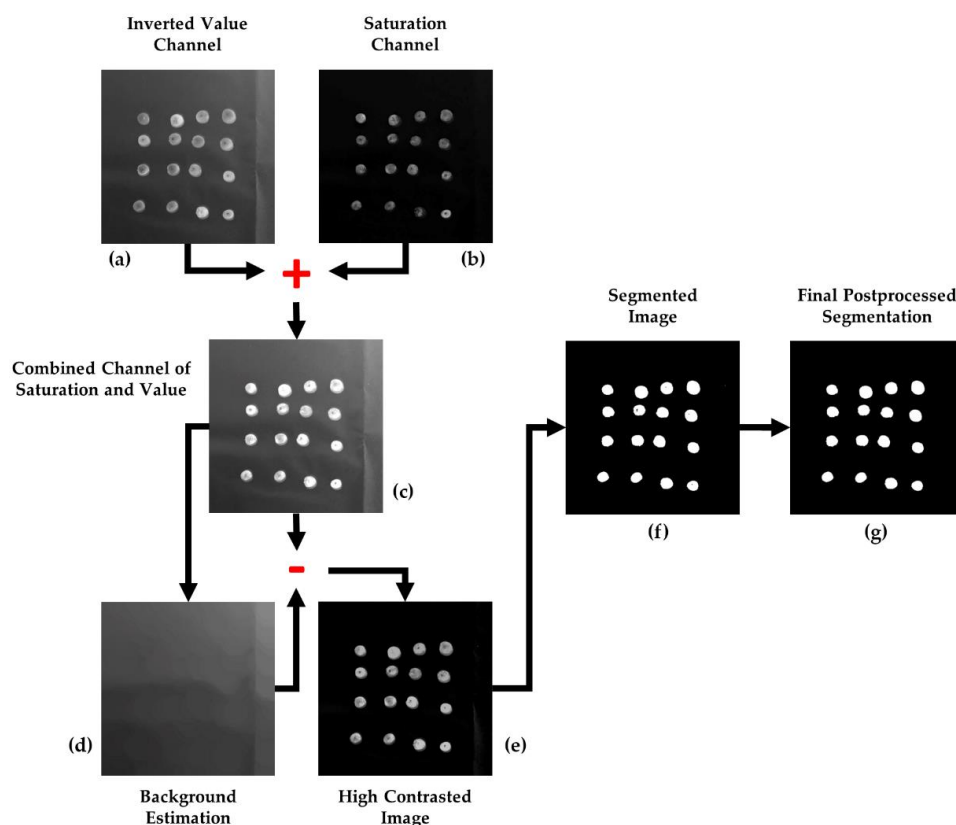 Inverted Value
Channel
Saturation
Channel
(a)
(b)
+
Combined Channel of
Saturation and Value
(c)
Segmented
Image
Final Postprocessed
Segmentation
(f)
(g)
-
(d)
(e)
Background
Estimation
High Contrasted
Image